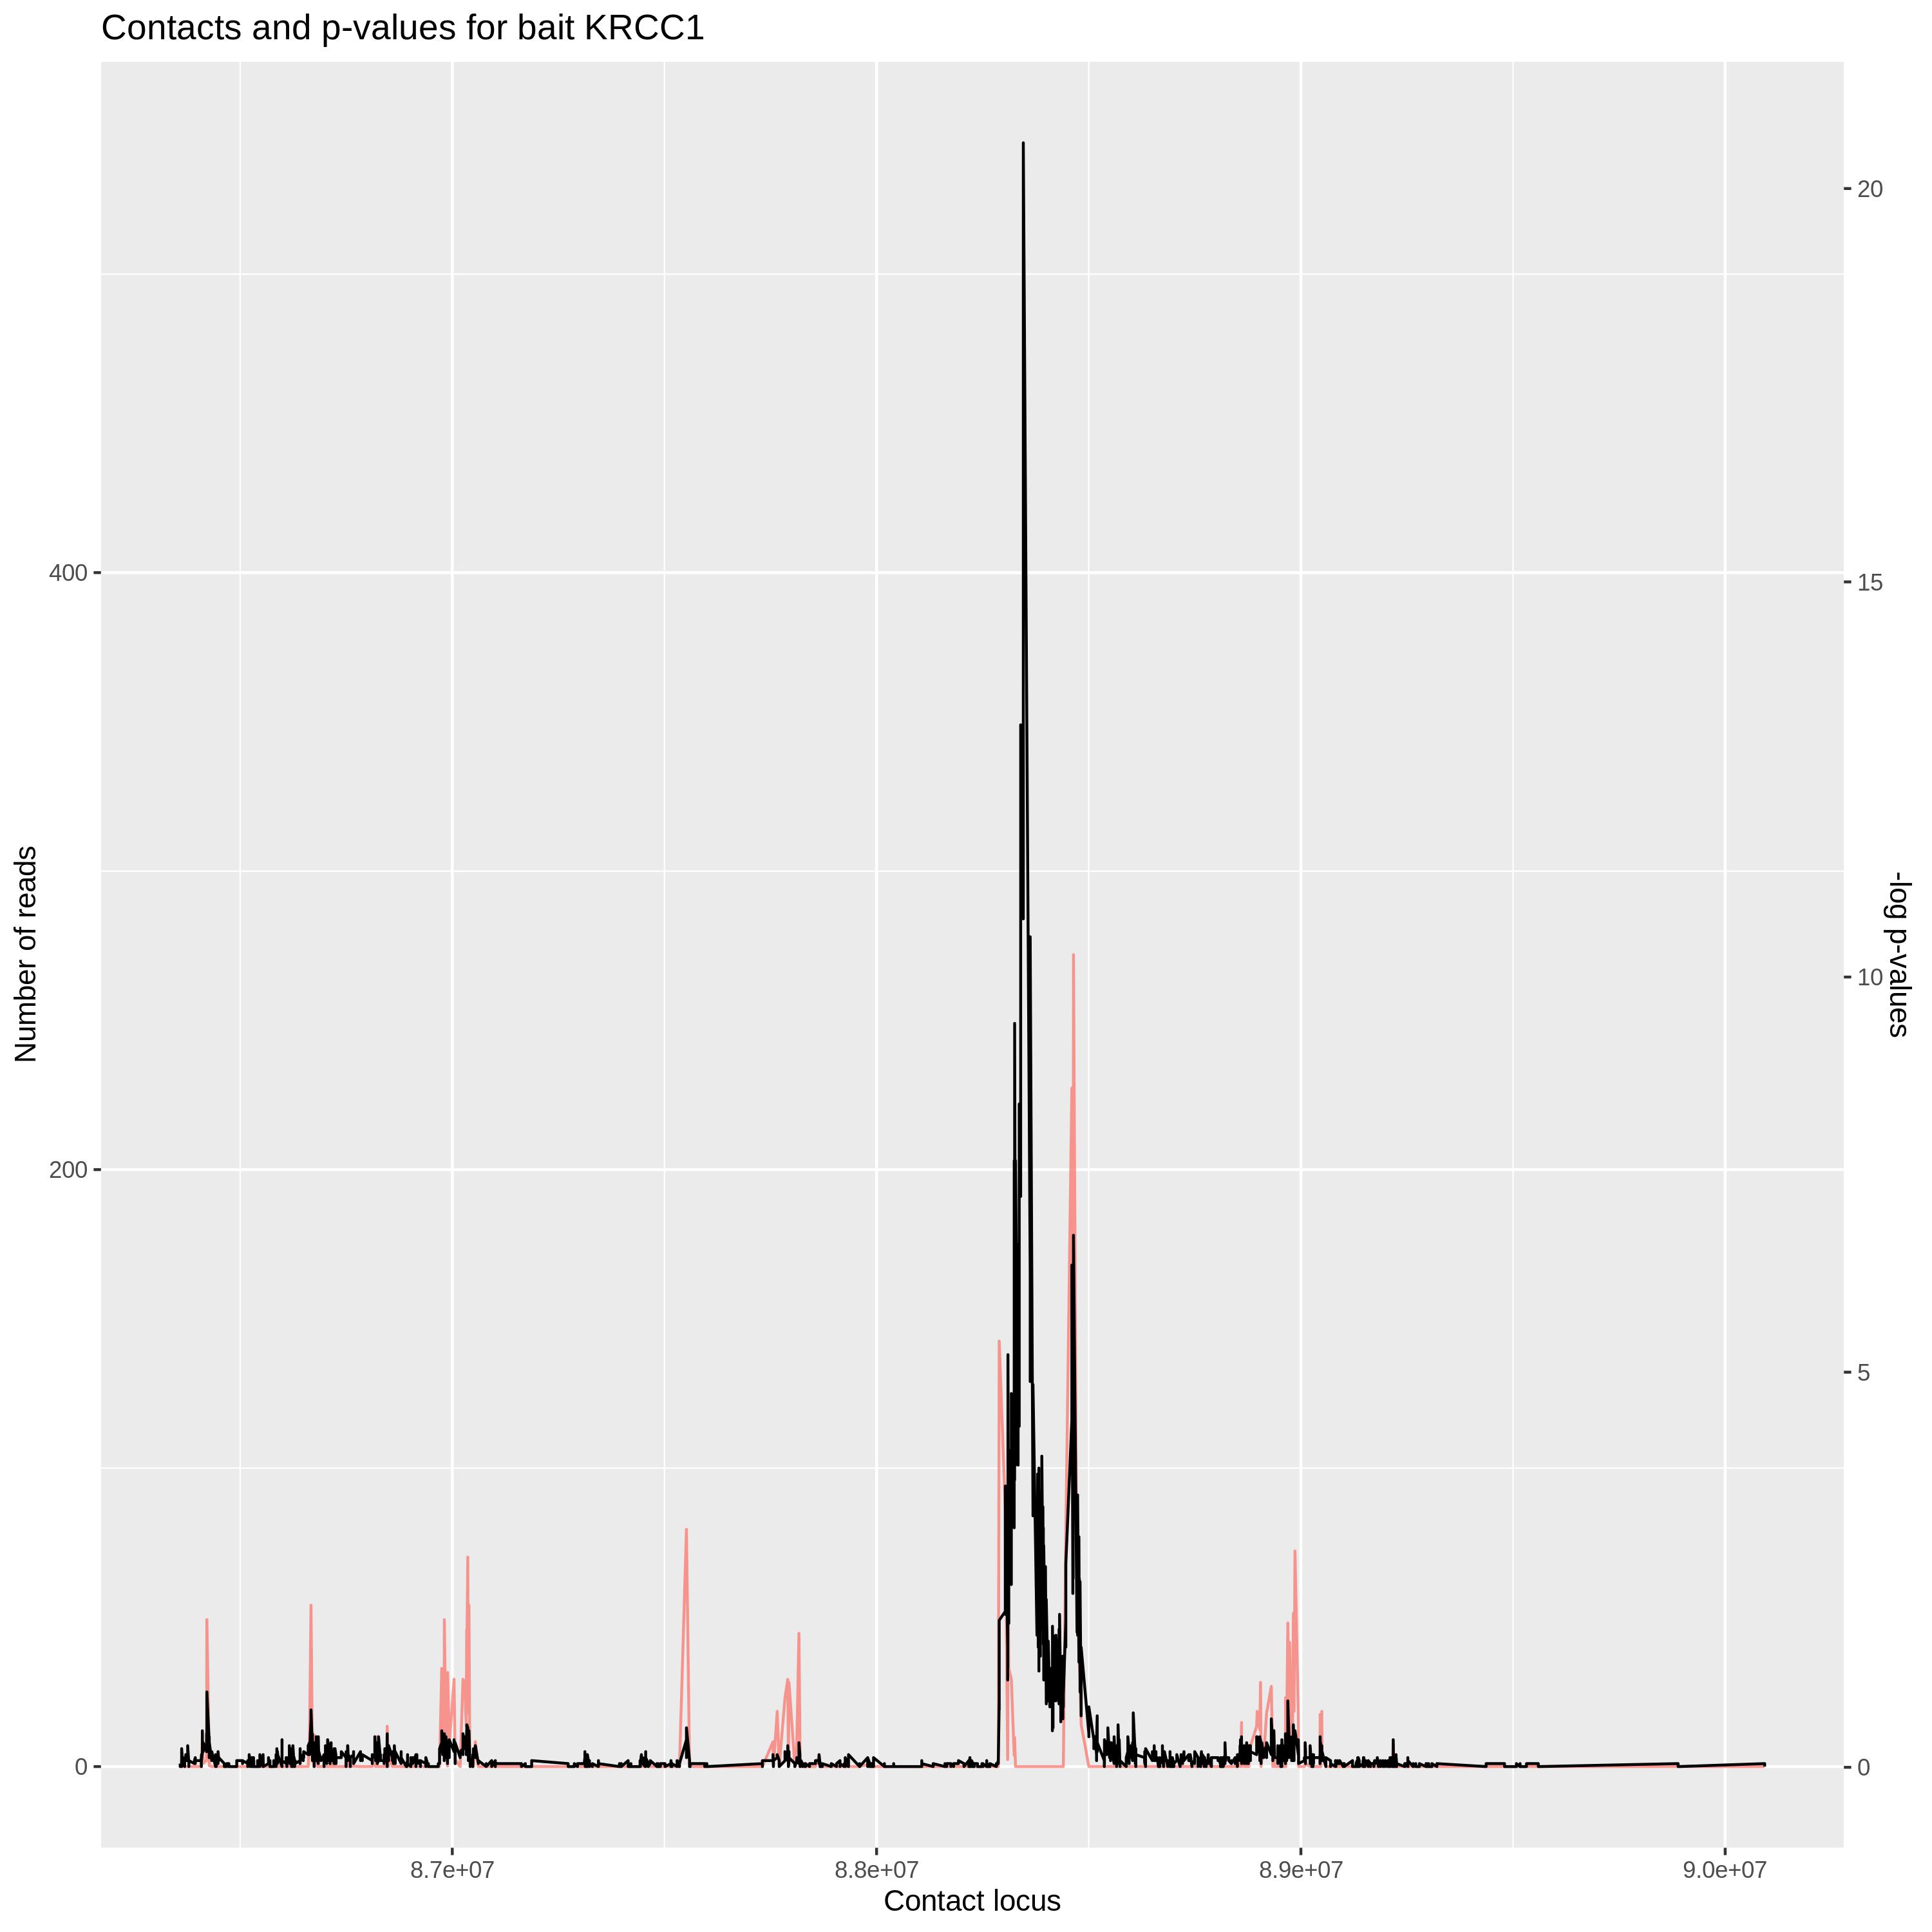 Contacts and p-values for bait KRCC1
Number of reads
400
200
0
20
15
10
5
0
-log p-values
8.7e+07
8.8e+07
8.9e+07
9.0e+07
Contact locus